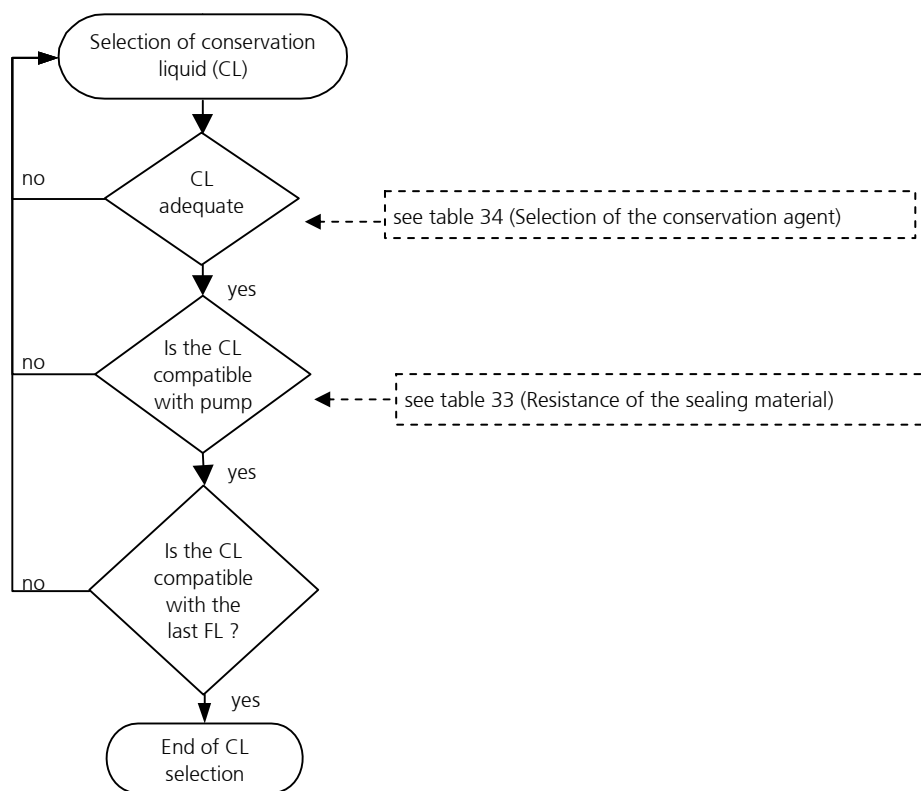 Selection of conservation
liquid (CL)
no
CL
adequate
see table 34 (Selection of the conservation agent)
yes
no
Is the CL
compatible
with pump
see table 33 (Resistance of the sealing material)
yes
no
Is the CL
compatible
with the
last FL ?
yes
End of CL
selection